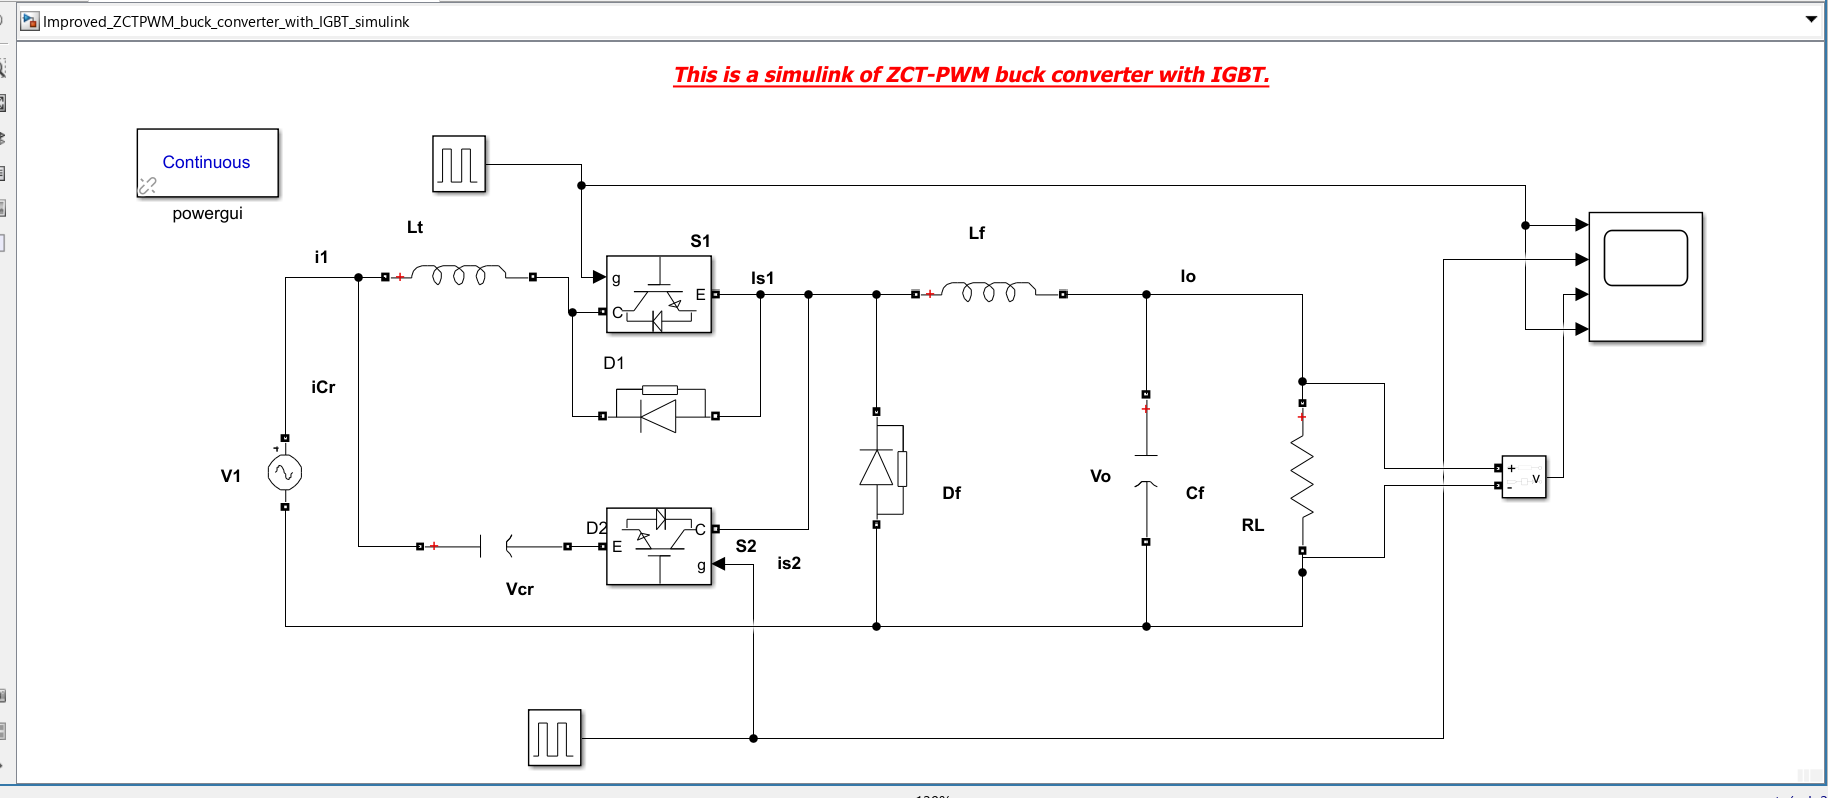 Improved_ZCTPWM_buck_converter_with_IGBT_simulink
This is a simulink of ZCT-PWM buck converter with IGBT.
Continuous
powergui
Lt
i1
S1
g
C
E
Is1
Lf
Io
D1
iCr
V1
Df
Vo
Cf
RL
+
-
v
D2
E
C
g
S2
is2
Vcr